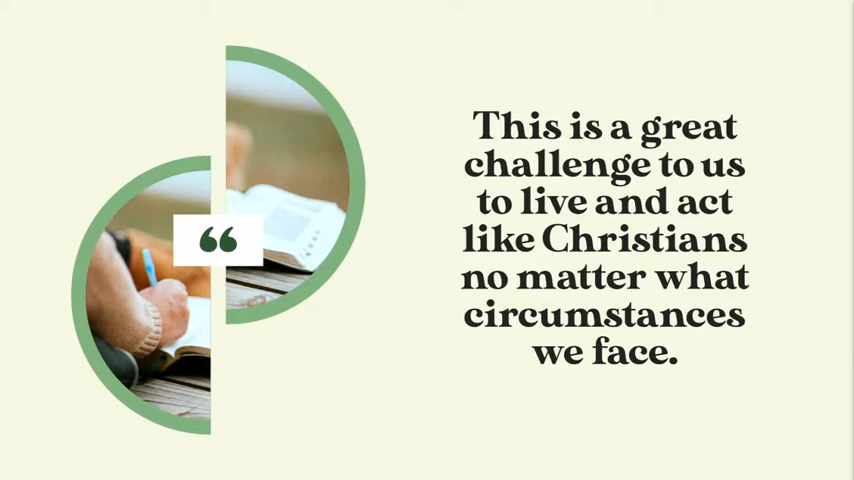 “
This is a great
challenge to us
to live and act
like Christians
no matter what
circumstances
we face.